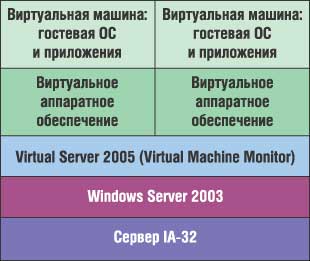 Виртуальная машина:
гостевая ОС
и приложения
Виртуальная машина:
гостевая ОС
и приложения
Виртуальное
аппаратное
обеспечение
Виртуальное
аппаратное
обеспечение
Virtual Server 2005 (Virtual Machine Monitor)
Windows Server 2003
Сервер IA-32